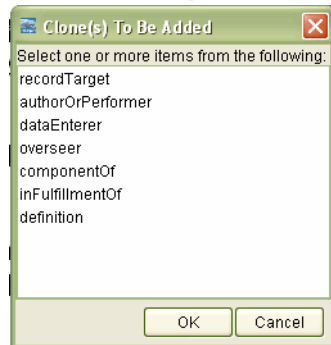 Clone(s) To Be Added
Select one or more items from the following:
recordTarget
authorOrPerformer
dataEnterer
overseer
componentOf
inFulfillmentOf
definition
OK Cancel